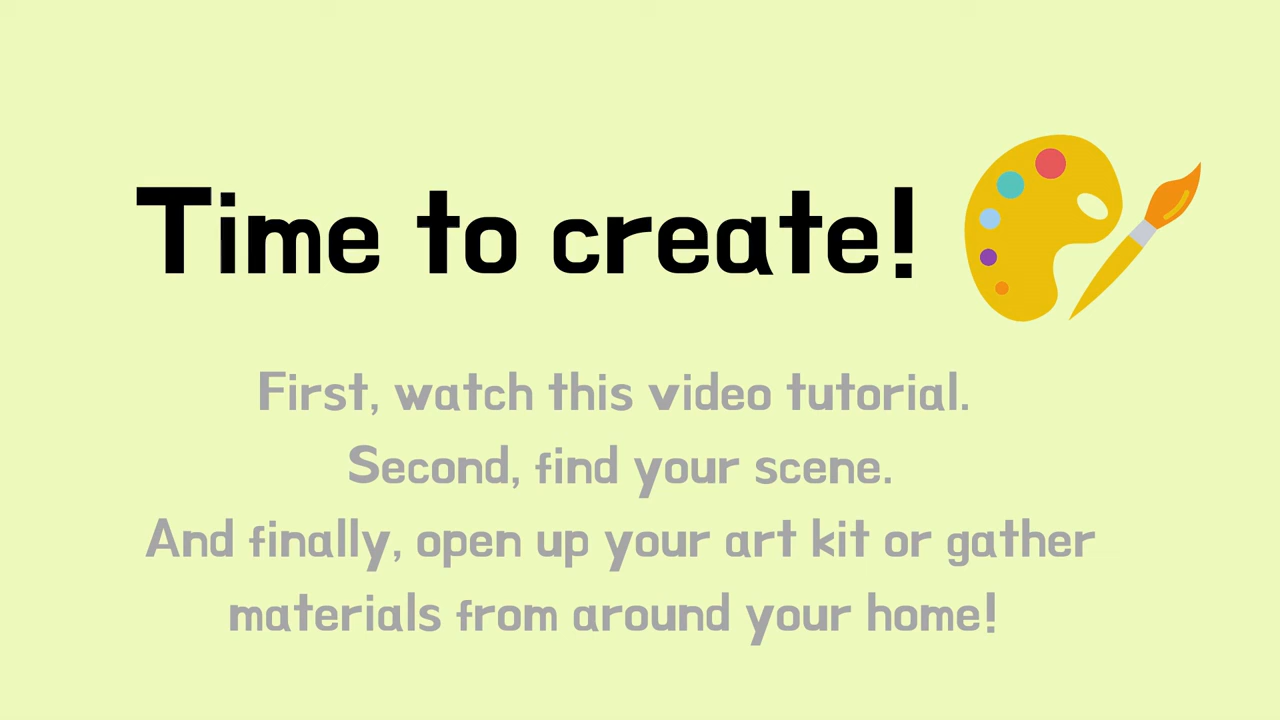 Time to create!
First, watch this video tutorial.
Second, find your scene.
And finally, open up your art kit or gather
materials from around your home!